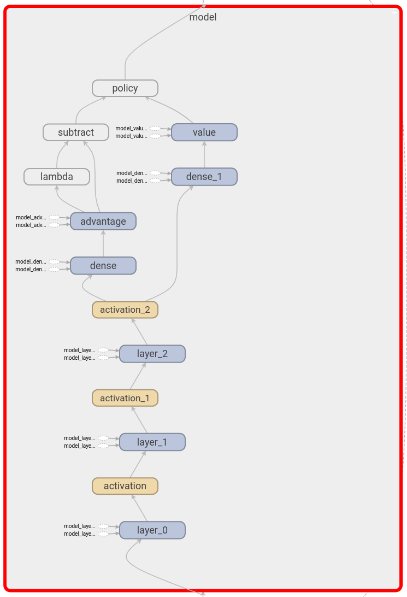 model
policy
subtract
model_valu...
model_valu...
value
lambda
model_den...
model_den...
dense_1
model_adv...
model_adv...
advantage
model_den...
model_den...
dense
activation_2
model_laye...
model_laye...
layer_2
activation_1
model_laye...
model_laye...
layer_1
activation
model_laye...
model_laye...
layer_0